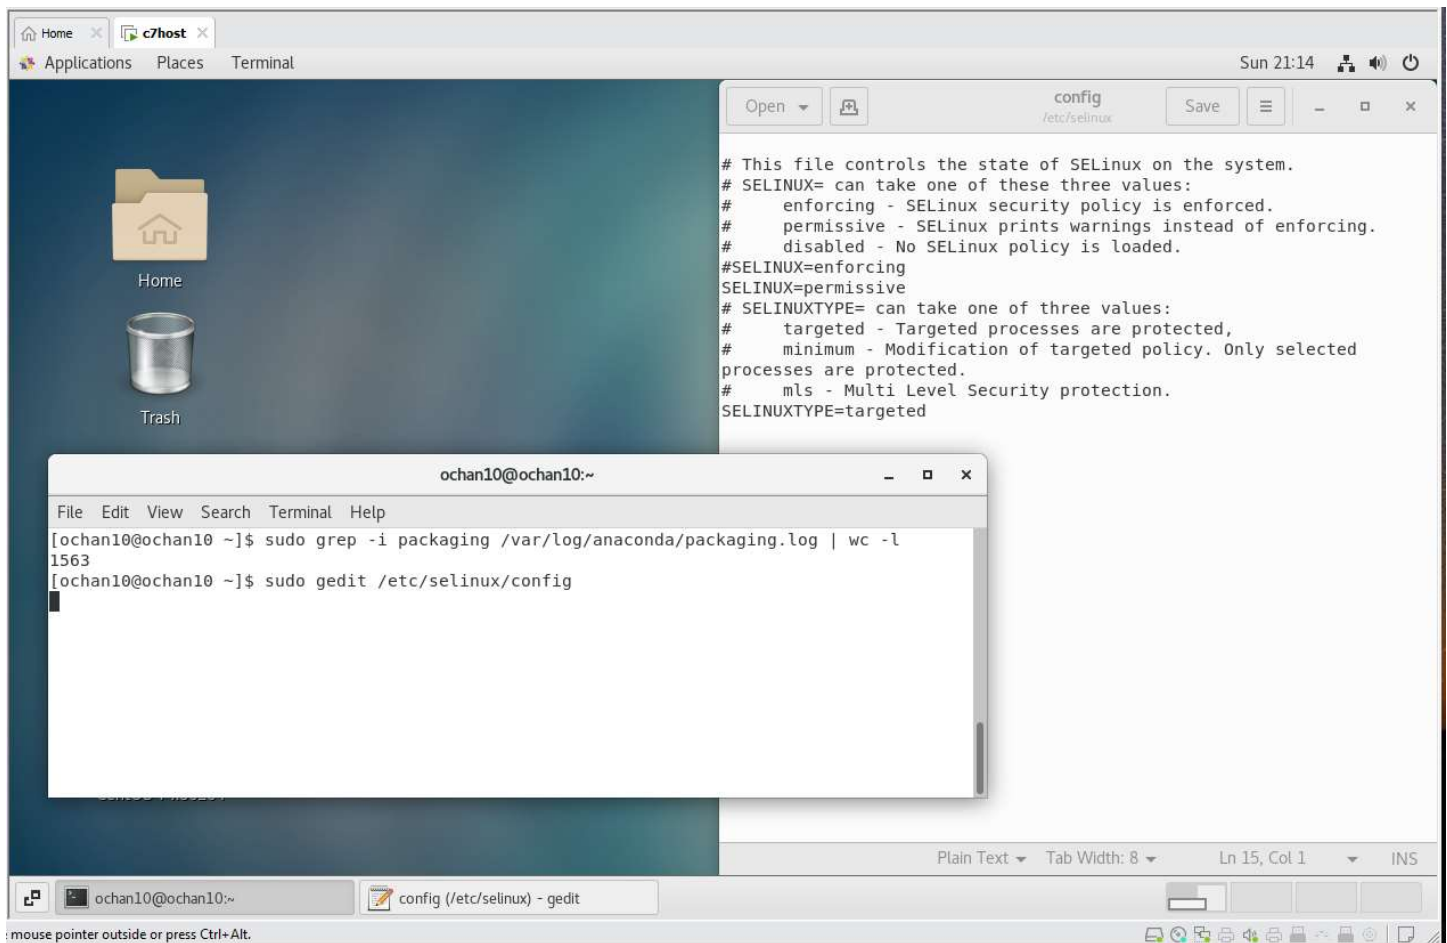 Home
c7host
Applications Places Terminal
Sun 21:14
Open
config
/etc/selinux
Save
# This file controls the state of SELinux on the system.
# SELINUX= can take one of these three values:
#     enforcing - SELinux security policy is enforced.
#     permissive - SELinux prints warnings instead of enforcing.
#     disabled - No SELinux policy is loaded.
#SELINUX=enforcing
SELINUX=permissive
# SELINUXTYPE= can take one of three values:
#     targeted - Targeted processes are protected,
#     minimum - Modification of targeted policy. Only selected
processes are protected.
#     mls - Multi Level Security protection.
SELINUXTYPE=targeted
Home
Trash
ochan10@ochan10:~
File Edit View Search Terminal Help
[ochan10@ochan10 ~]$ sudo grep -i packaging /var/log/anaconda/packaging.log | wc -l
1563
[ochan10@ochan10 ~]$ sudo gedit /etc/selinux/config
Plain Text Tab Width: 8 Ln 15, Col 1 INS
ochan10@ochan10:~
config (/etc/selinux) - gedit
mouse pointer outside or press Ctrl+Alt.